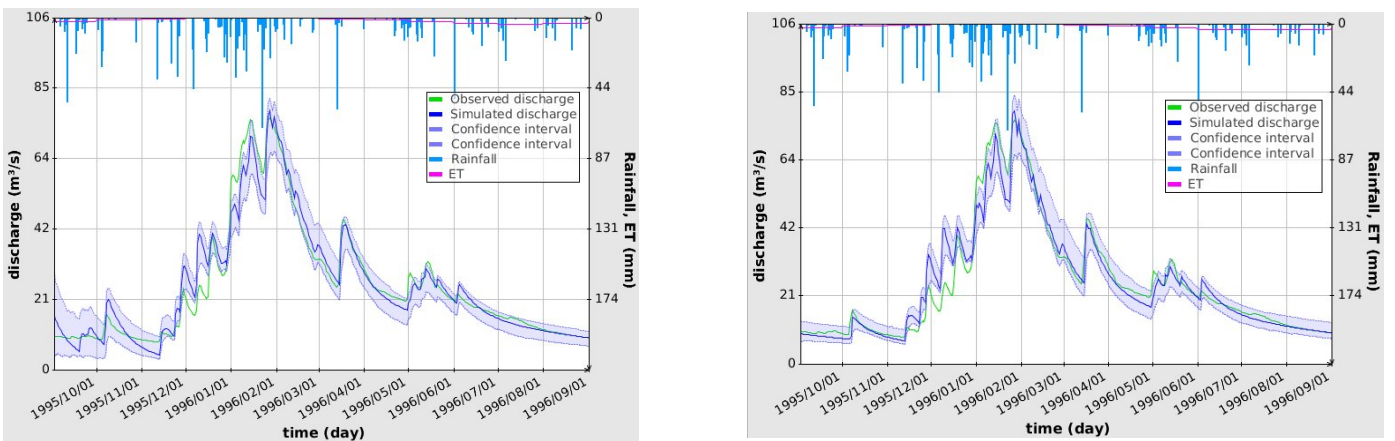 106
85
64
42
21
0
0
44
87
131
174
discharge (m³/s)
Rainfall, ET (mm)
Observed discharge
Simulated discharge
Confidence interval
Confidence interval
Rainfall
ET
1995/10/01
1995/11/01
1995/12/01
1996/01/01
1996/02/01
1996/03/01
1996/04/01
1996/05/01
1996/06/01
1996/07/01
1996/08/01
1996/09/01
time (day)
106
85
64
42
21
0
0
44
87
131
174
discharge (m³/s)
Rainfall, ET (mm)
Observed discharge
Simulated discharge
Confidence interval
Confidence interval
Rainfall
ET
1995/10/01
1995/11/01
1995/12/01
1996/01/01
1996/02/01
1996/03/01
1996/04/01
1996/05/01
1996/06/01
1996/07/01
1996/08/01
1996/09/01
time (day)